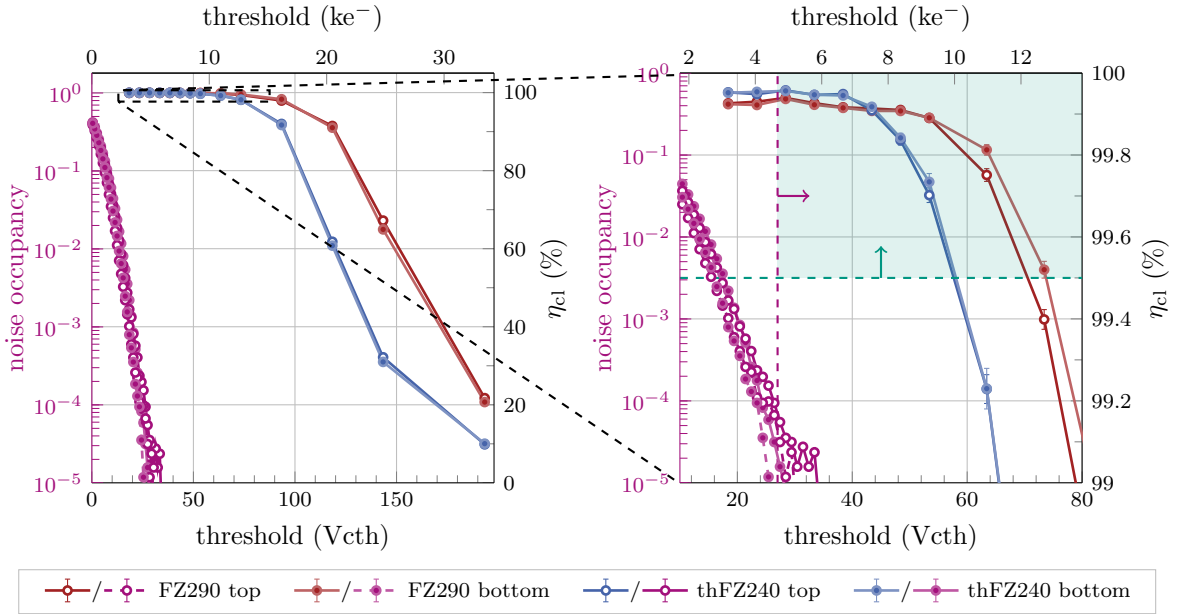 threshold (ke⁻) threshold (ke⁻)
0 10 20 30 2 4 6 8 10 12
10⁰ 100 10⁰ 100
10⁻¹ 80 10⁻¹ 99.8
10⁻² 60 10⁻² 99.6
10⁻³ 40 10⁻³ 99.4
10⁻⁴ 20 10⁻⁴ 99.2
10⁻⁵ 0 10⁻⁵ 99
noise occupancy η_cl (%) noise occupancy η_cl (%)
0 50 100 150 20 40 60 80
threshold (Vcth) threshold (Vcth)
/ FZ290 top / FZ290 bottom / thFZ240 top / thFZ240 bottom